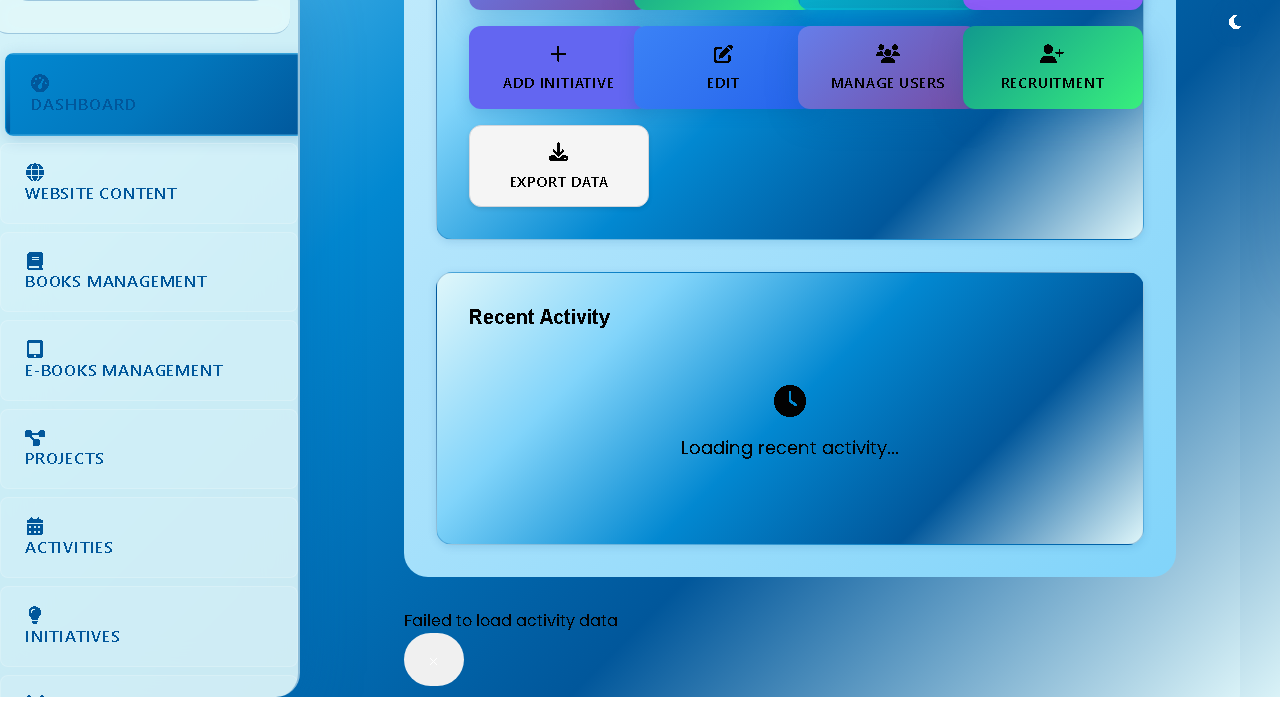 DASHBOARD
WEBSITE CONTENT
BOOKS MANAGEMENT
E-BOOKS MANAGEMENT
PROJECTS
ACTIVITIES
INITIATIVES
ADD INITIATIVE
EDIT
MANAGE USERS
RECRUITMENT
EXPORT DATA
Recent Activity
Loading recent activity...
Failed to load activity data
×